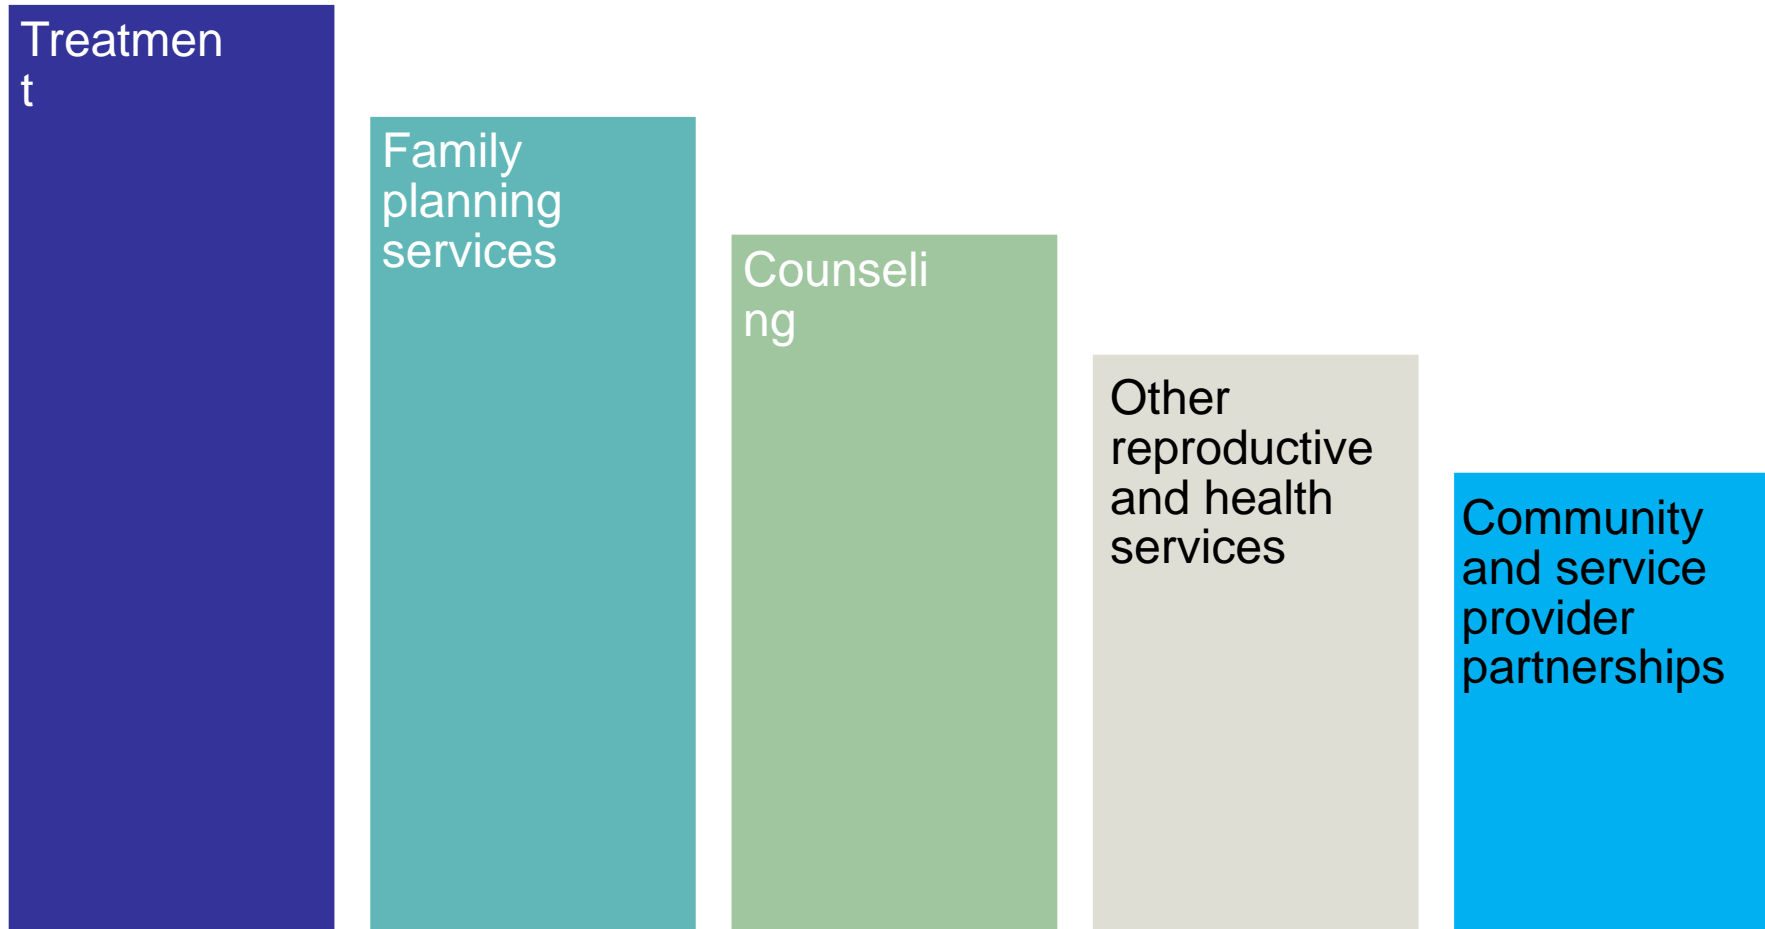 Treatmen
t
Family
planning
services
Counseli
ng
Other
reproductive
and health
services
Community
and service
provider
partnerships